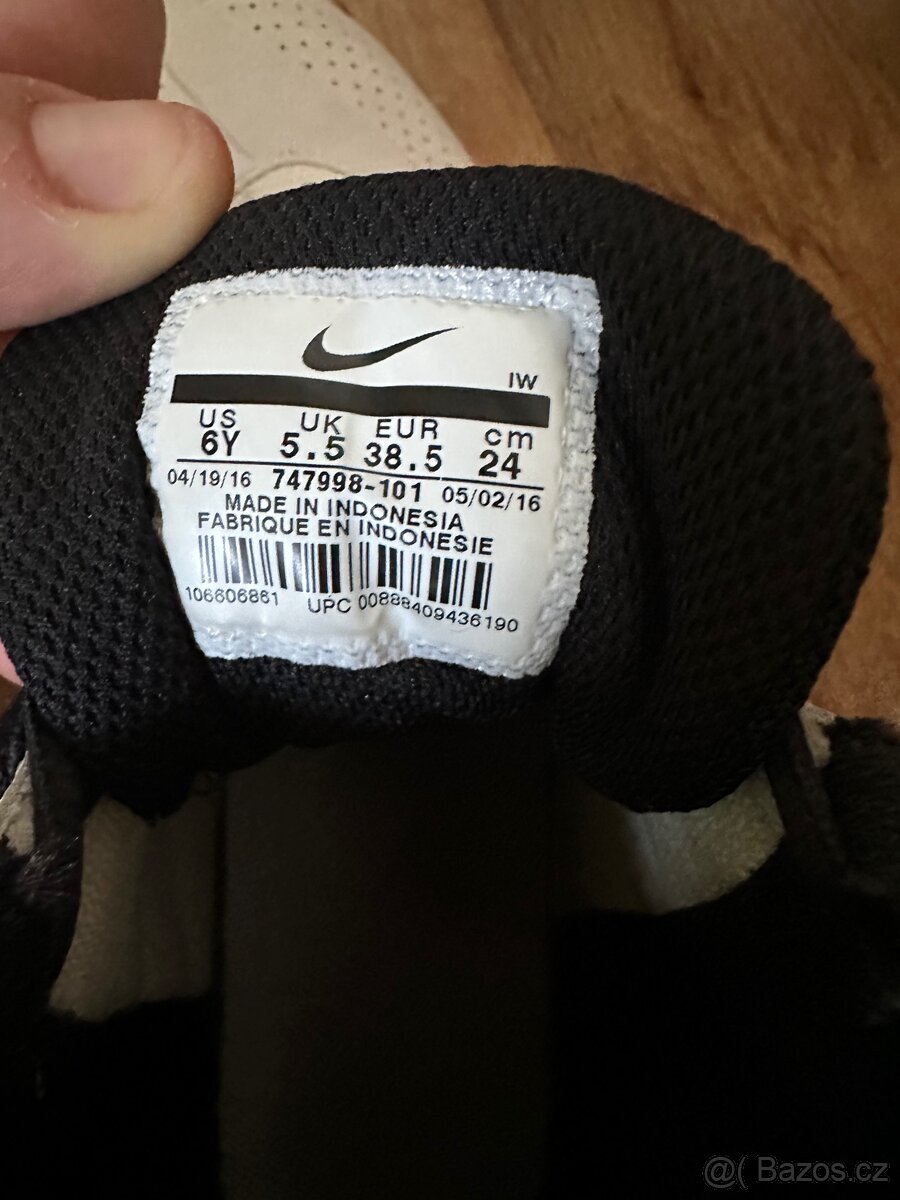 IW
US UK EUR cm
6Y 5.5 38.5 24
04/19/16 747998-101 05/02/16
MADE IN INDONESIA
FABRIQUE EN INDONESIE
106606861 UPC 00888409436190
@( Bazos.cz